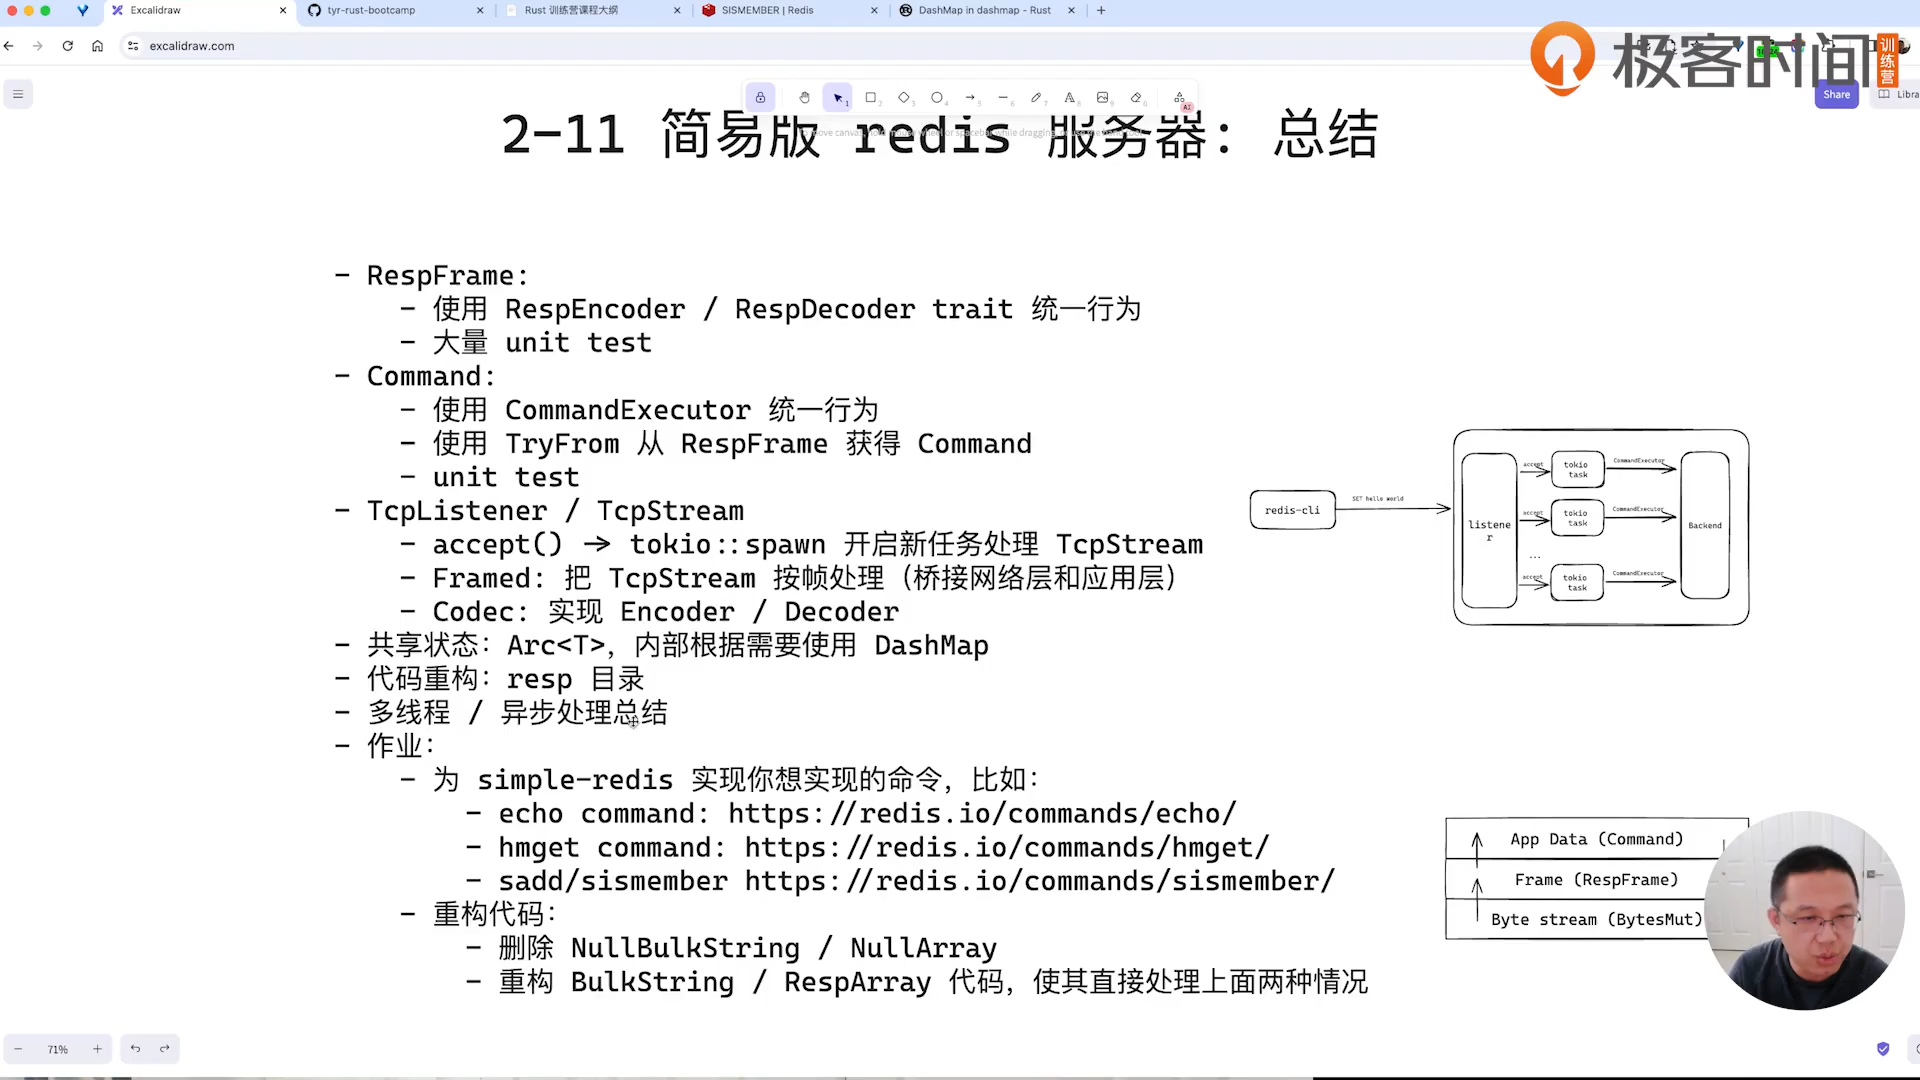 Excalidraw
tyr-rust-bootcamp
Rust 训练营课程大纲
SISMEMBER | Redis
DashMap in dashmap - Rust
excalidraw.com
极客时间
训练营
Share
2-11 简易版 redis 服务器: 总结
- RespFrame:
- 使用 RespEncoder / RespDecoder trait 统一行为
- 大量 unit test
- Command:
- 使用 CommandExecutor 统一行为
- 使用 TryFrom 从 RespFrame 获得 Command
- unit test
- TcpListener / TcpStream
- accept() -> tokio::spawn 开启新任务处理 TcpStream
- Framed: 把 TcpStream 按帧处理（桥接网络层和应用层）
- Codec: 实现 Encoder / Decoder
- 共享状态: Arc<T>, 内部根据需要使用 DashMap
- 代码重构: resp 目录
- 多线程 / 异步处理总结
- 作业:
- 为 simple-redis 实现你想实现的命令, 比如:
- echo command: https://redis.io/commands/echo/
- hmget command: https://redis.io/commands/hmget/
- sadd/sismember https://redis.io/commands/sismember/
- 重构代码:
- 删除 NullBulkString / NullArray
- 重构 BulkString / RespArray 代码, 使其直接处理上面两种情况
redis-cli
SET hello world
listene
r
accept
tokio
task
CommandExecutor
accept
tokio
task
CommandExecutor
...
accept
tokio
task
CommandExecutor
Backend
App Data (Command)
Frame (RespFrame)
Byte stream (BytesMut)
71%